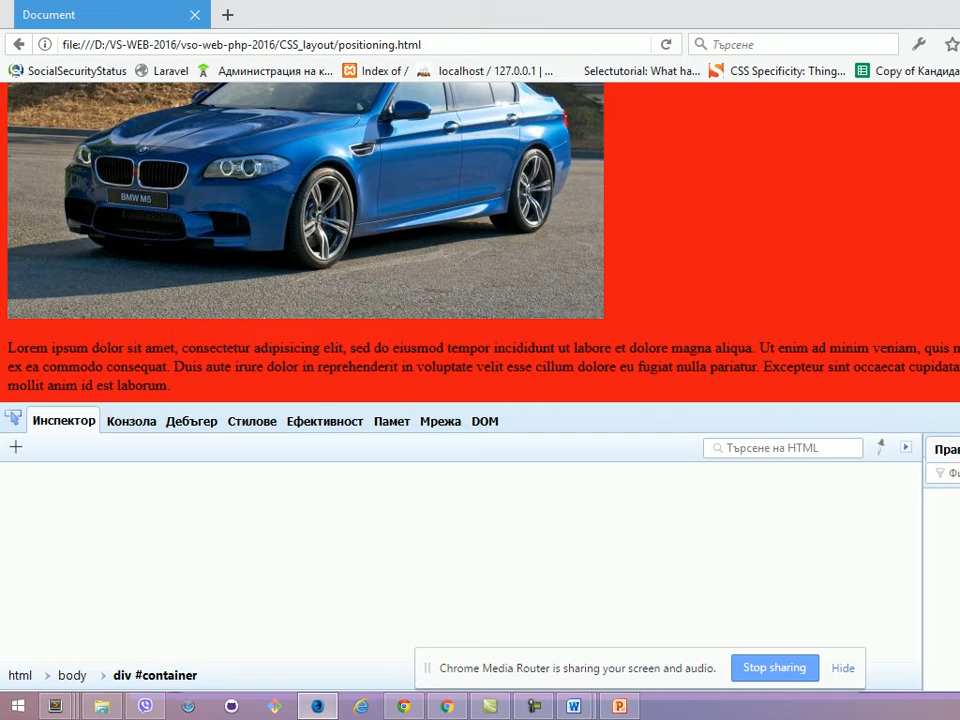 Document
file:///D:/VS-WEB-2016/vso-web-php-2016/CSS_layout/positioning.html
Търсене
SocialSecurityStatus Laravel Администрация на к... Index of / localhost / 127.0.0.1 | ... Selectutorial: What ha... CSS Specificity: Thing... Copy of Кандида
BMW M5
Lorem ipsum dolor sit amet, consectetur adipisicing elit, sed do eiusmod tempor incididunt ut labore et dolore magna aliqua. Ut enim ad minim veniam, quis n
ex ea commodo consequat. Duis aute irure dolor in reprehenderit in voluptate velit esse cillum dolore eu fugiat nulla pariatur. Excepteur sint occaecat cupidata
mollit anim id est laborum.
Инспектор Конзола Дебъгер Стилове Ефективност Памет Мрежа DOM
Търсене на HTML
Прав
Фи
Chrome Media Router is sharing your screen and audio. Stop sharing Hide
html body div #container